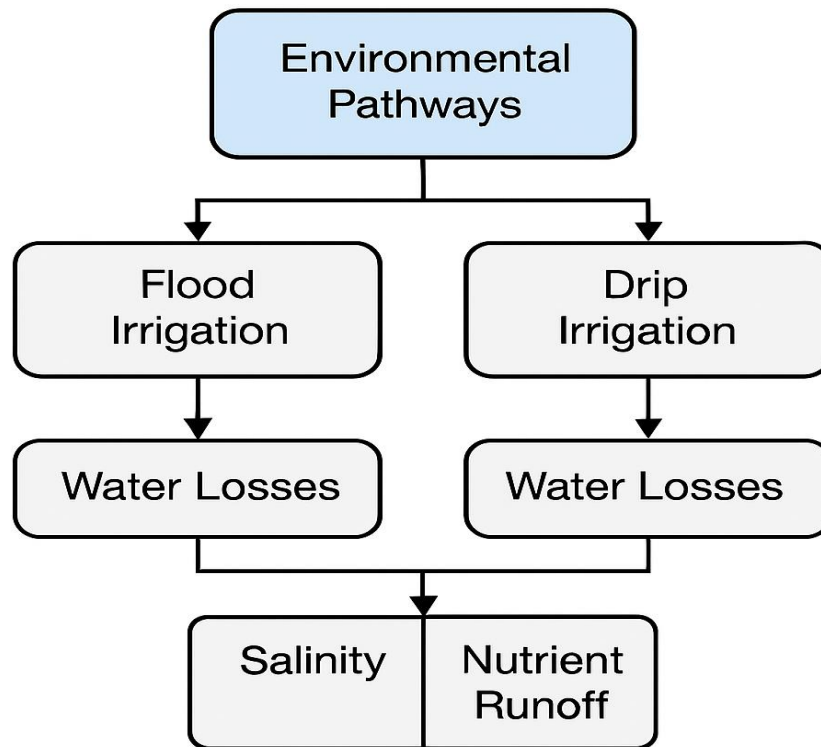 Environmental
Pathways
Flood
Irrigation
Drip
Irrigation
Water Losses
Water Losses
Salinity
Nutrient
Runoff